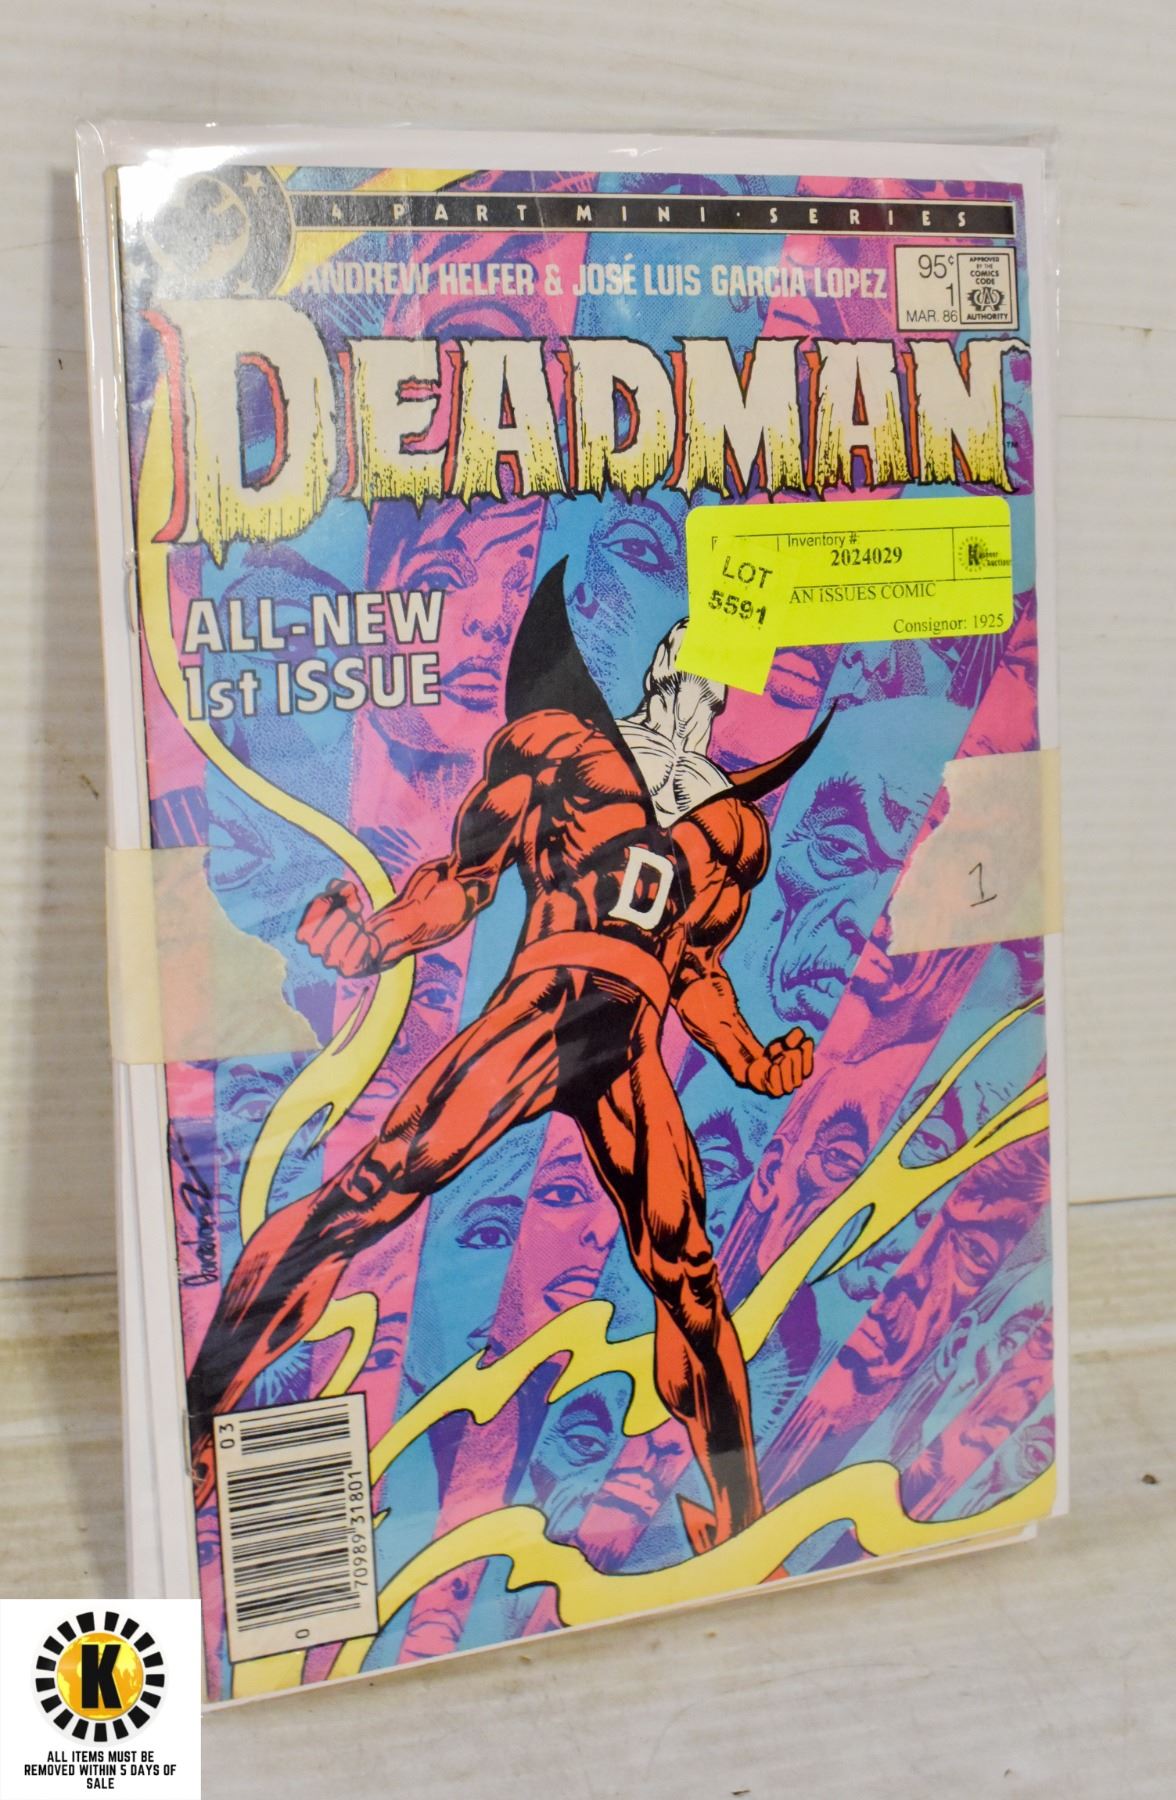 4 PART MINI-SERIES
ANDREW HELFER & JOSÉ LUIS GARCIA LOPEZ
95¢
1
MAR. 86
APPROVED
BY THE
COMICS
CODE
AUTHORITY
DEADMAN
TM
Inventory #:
2024029
LOT
5591
AN ISSUES COMIC
Consignor: 1925
ALL-NEW
1st ISSUE
D
1
03
0 70989 31801
K
ALL ITEMS MUST BE
REMOVED WITHIN 5 DAYS OF
SALE